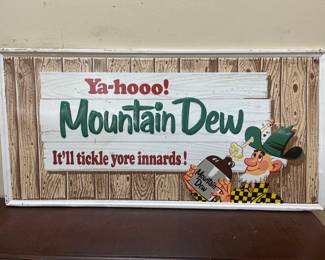 Ya-hooo!
Mountain Dew
It'll tickle yore innards!
Mountain
Dew